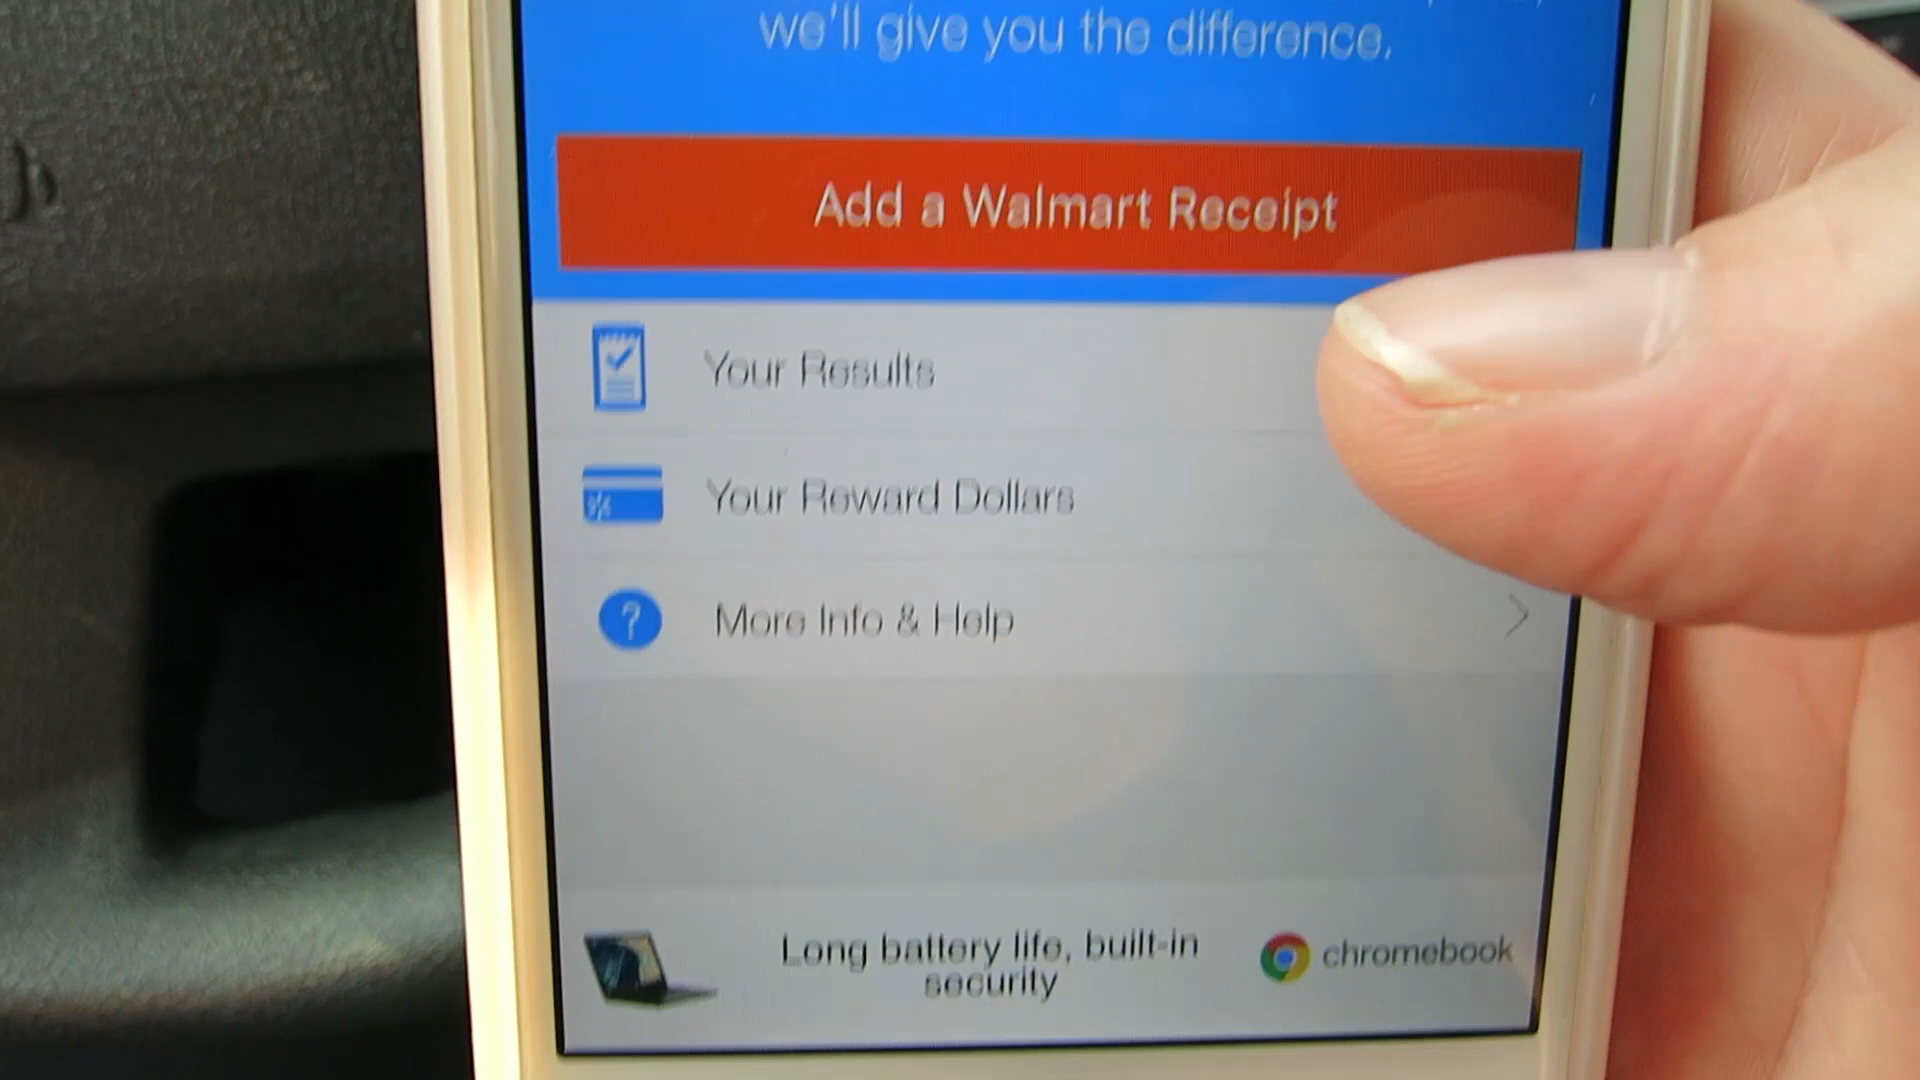 we'll give you the difference.
Add a Walmart Receipt
Your Results
Your Reward Dollars
More Info & Help
Long battery life, built-in
security
chromebook